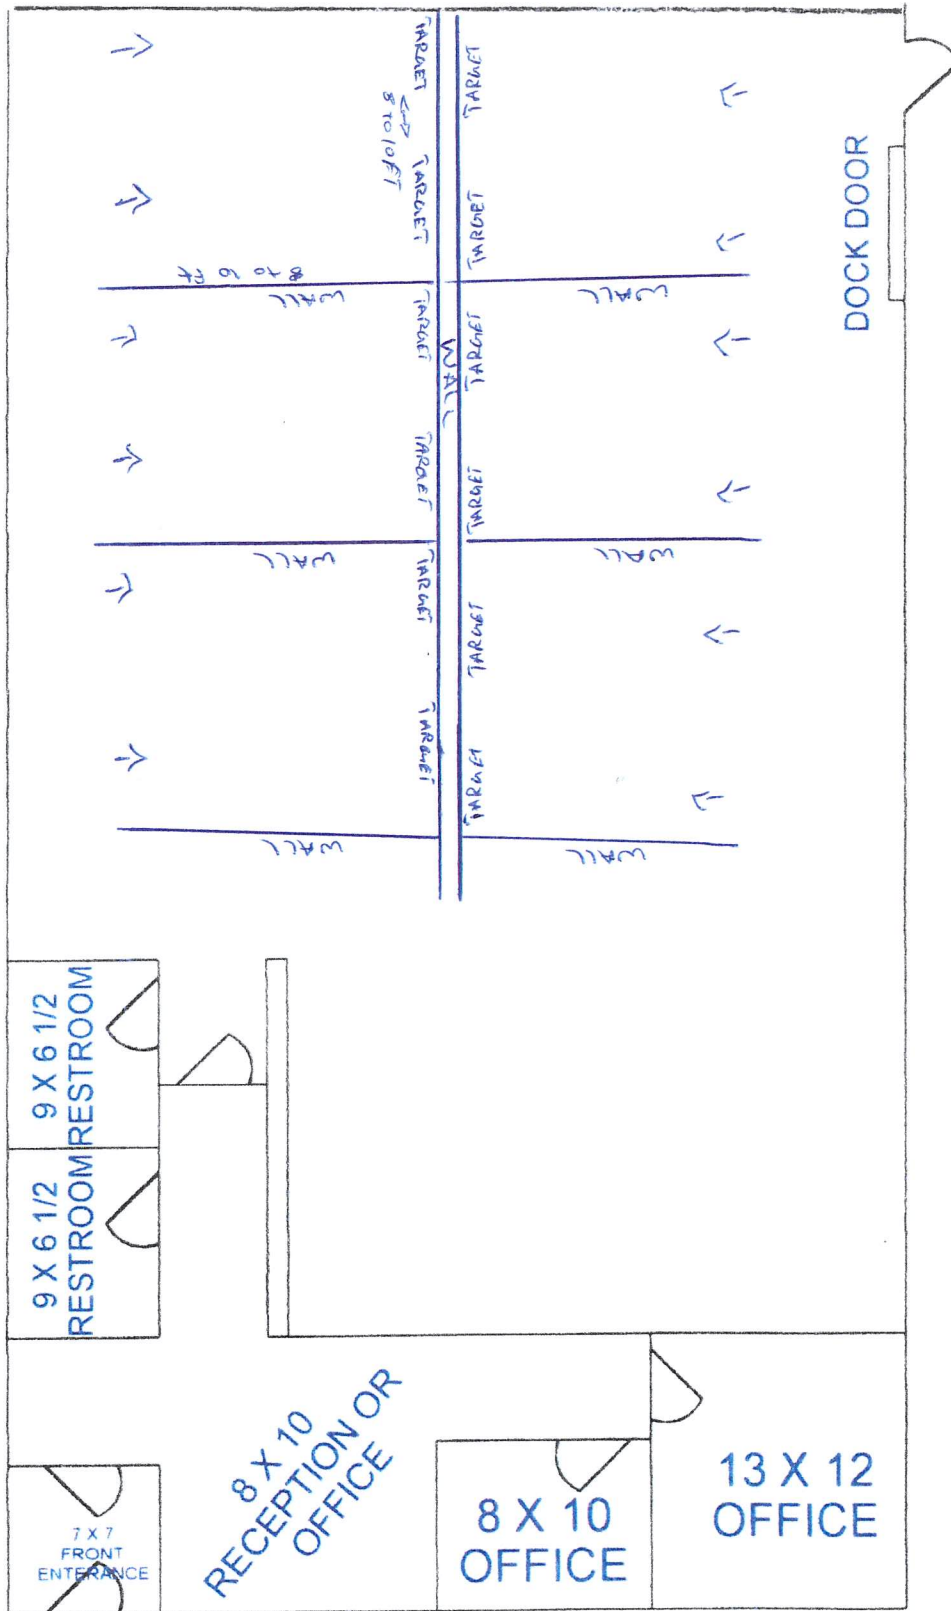 TARGET
TARGET
8 TO 10 FT
TARGET
TARGET
8 to 10 Ft
WALL
WALL
TARGET
TARGET
WALL
TARGET
TARGET
WALL
WALL
TARGET
TARGET
TARGET
TARGET
WALL
WALL
DOCK DOOR
9 X 6 1/2
RESTROOM
9 X 6 1/2
RESTROOM
8 X 10
RECEPTION OR
OFFICE
7 X 7
FRONT
ENTERANCE
8 X 10
OFFICE
13 X 12
OFFICE